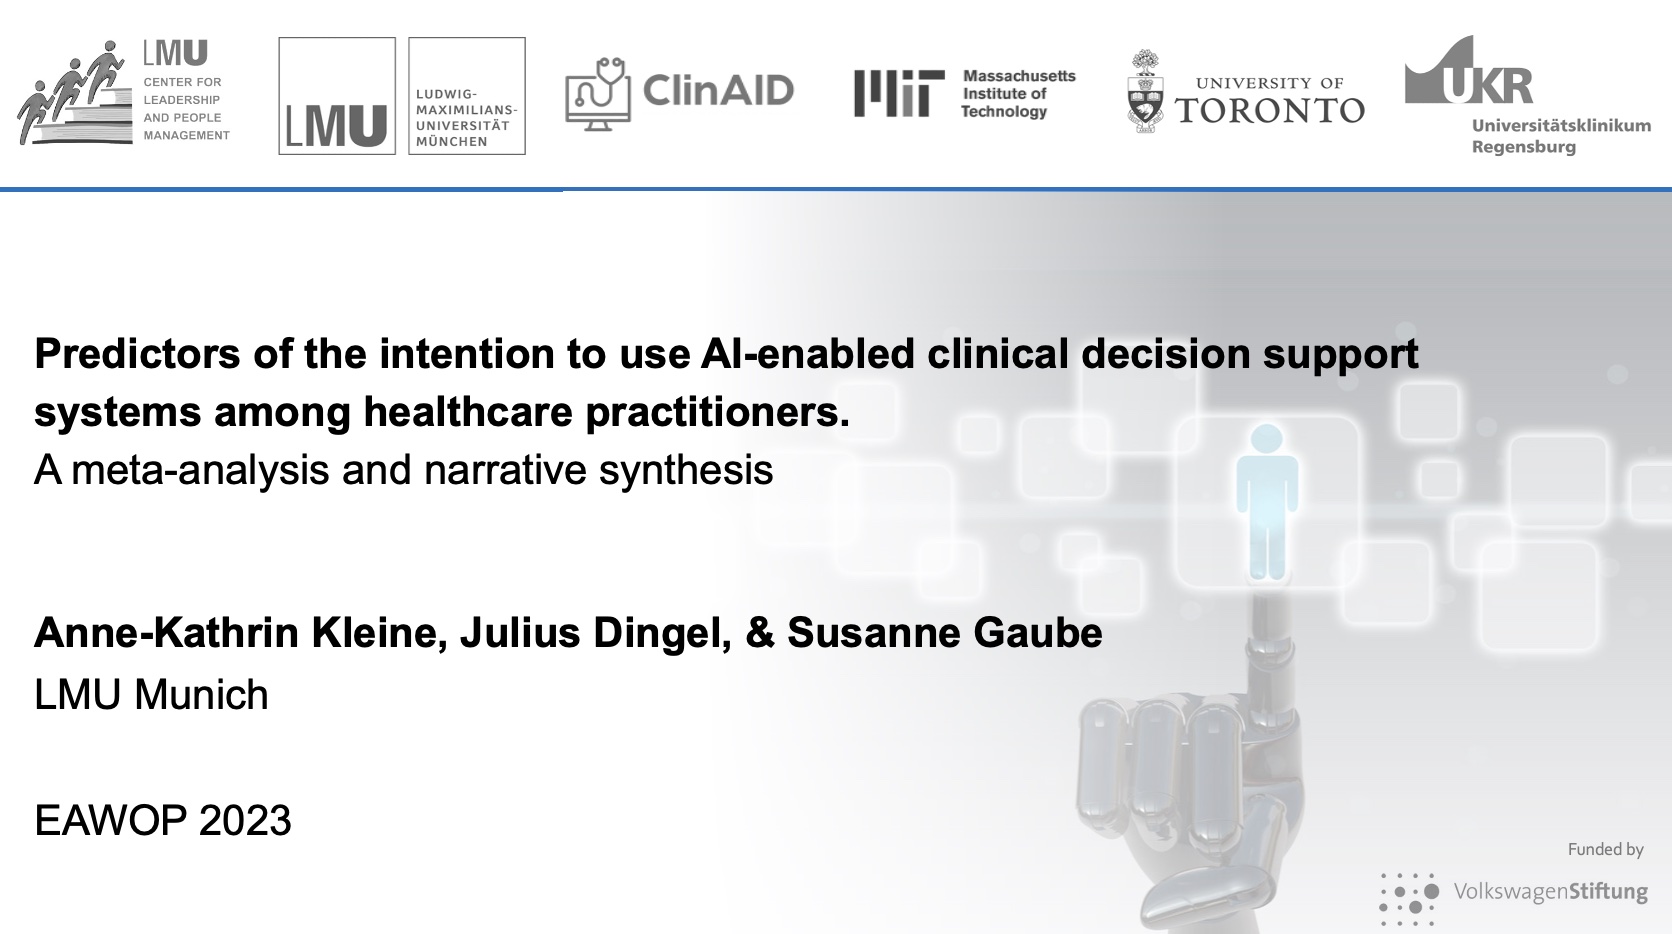 LMU
CENTER FOR
LEADERSHIP
AND PEOPLE
MANAGEMENT
LMU
LUDWIG-
MAXIMILIANS-
UNIVERSITÄT
MÜNCHEN
ClinAID
MIT
Massachusetts
Institute of
Technology
UNIVERSITY OF
TORONTO
UKR
Universitätsklinikum
Regensburg
Predictors of the intention to use AI-enabled clinical decision support
systems among healthcare practitioners.
A meta-analysis and narrative synthesis
Anne-Kathrin Kleine, Julius Dingel, & Susanne Gaube
LMU Munich
EAWOP 2023
Funded by
VolkswagenStiftung